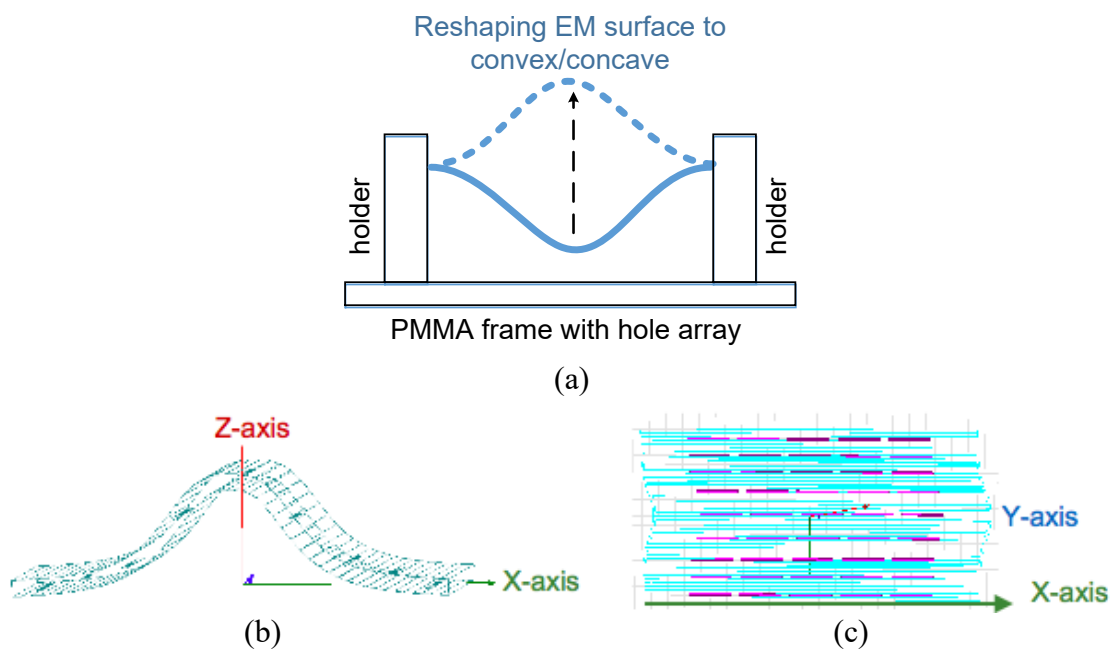 Reshaping EM surface to
convex/concave
holder
holder
PMMA frame with hole array
(a)
Z-axis
X-axis
Y-axis
X-axis
(b)
(c)